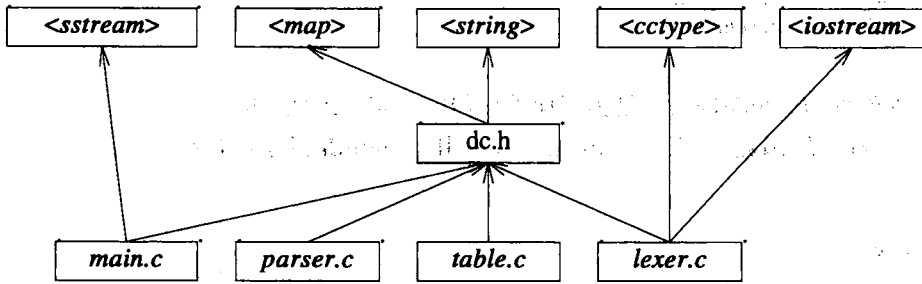 <sstream> <map> <string> <cctype> <iostream>
dc.h
main.c parser.c table.c lexer.c